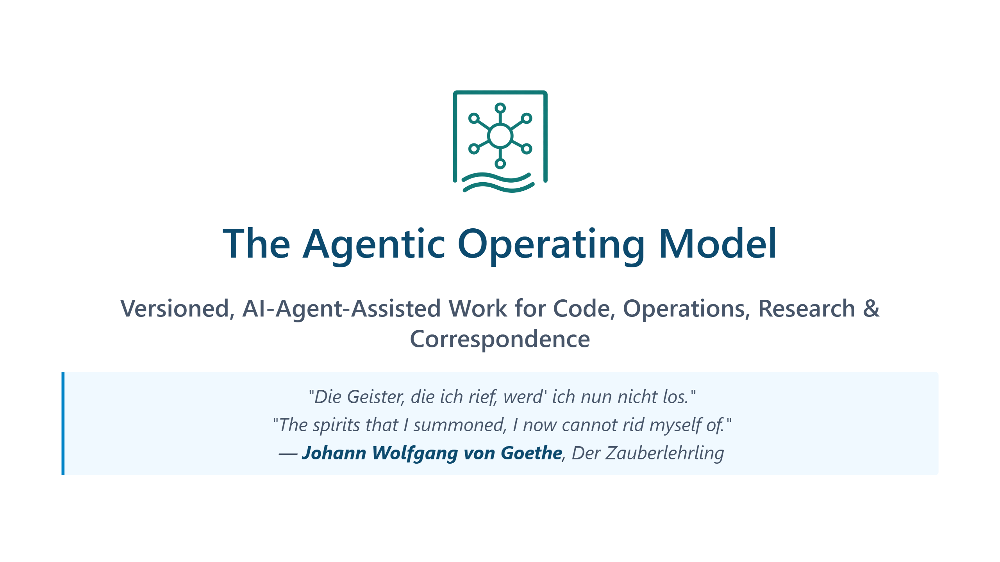 The Agentic Operating Model
Versioned, AI-Agent-Assisted Work for Code, Operations, Research &
Correspondence
"Die Geister, die ich rief, werd' ich nun nicht los."
"The spirits that I summoned, I now cannot rid myself of."
— Johann Wolfgang von Goethe, Der Zauberlehrling